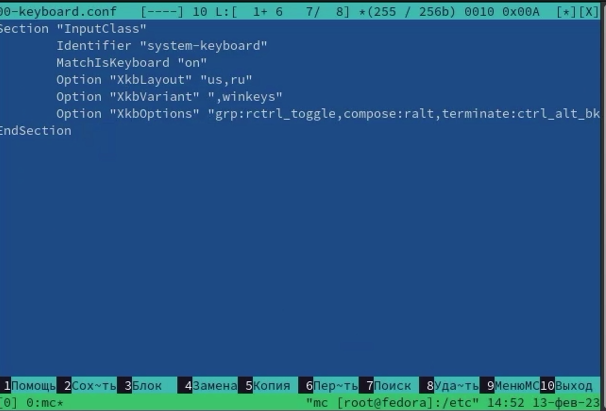 00-keyboard.conf [----] 10 L:[ 1+ 6 7/ 8] *(255 / 256b) 0010 0x00A [*][X]
Section "InputClass"
Identifier "system-keyboard"
MatchIsKeyboard "on"
Option "XkbLayout" "us,ru"
Option "XkbVariant" ",winkeys"
Option "XkbOptions" "grp:rctrl_toggle,compose:ralt,terminate:ctrl_alt_bk
EndSection
1Помощь 2Сох~ть 3Блок 4Замена 5Копия 6Пер~ть 7Поиск 8Уда~ть 9МенюMC 10Выход
[0] 0:mc* "mc [root@fedora]:/etc" 14:52 13-фев-23